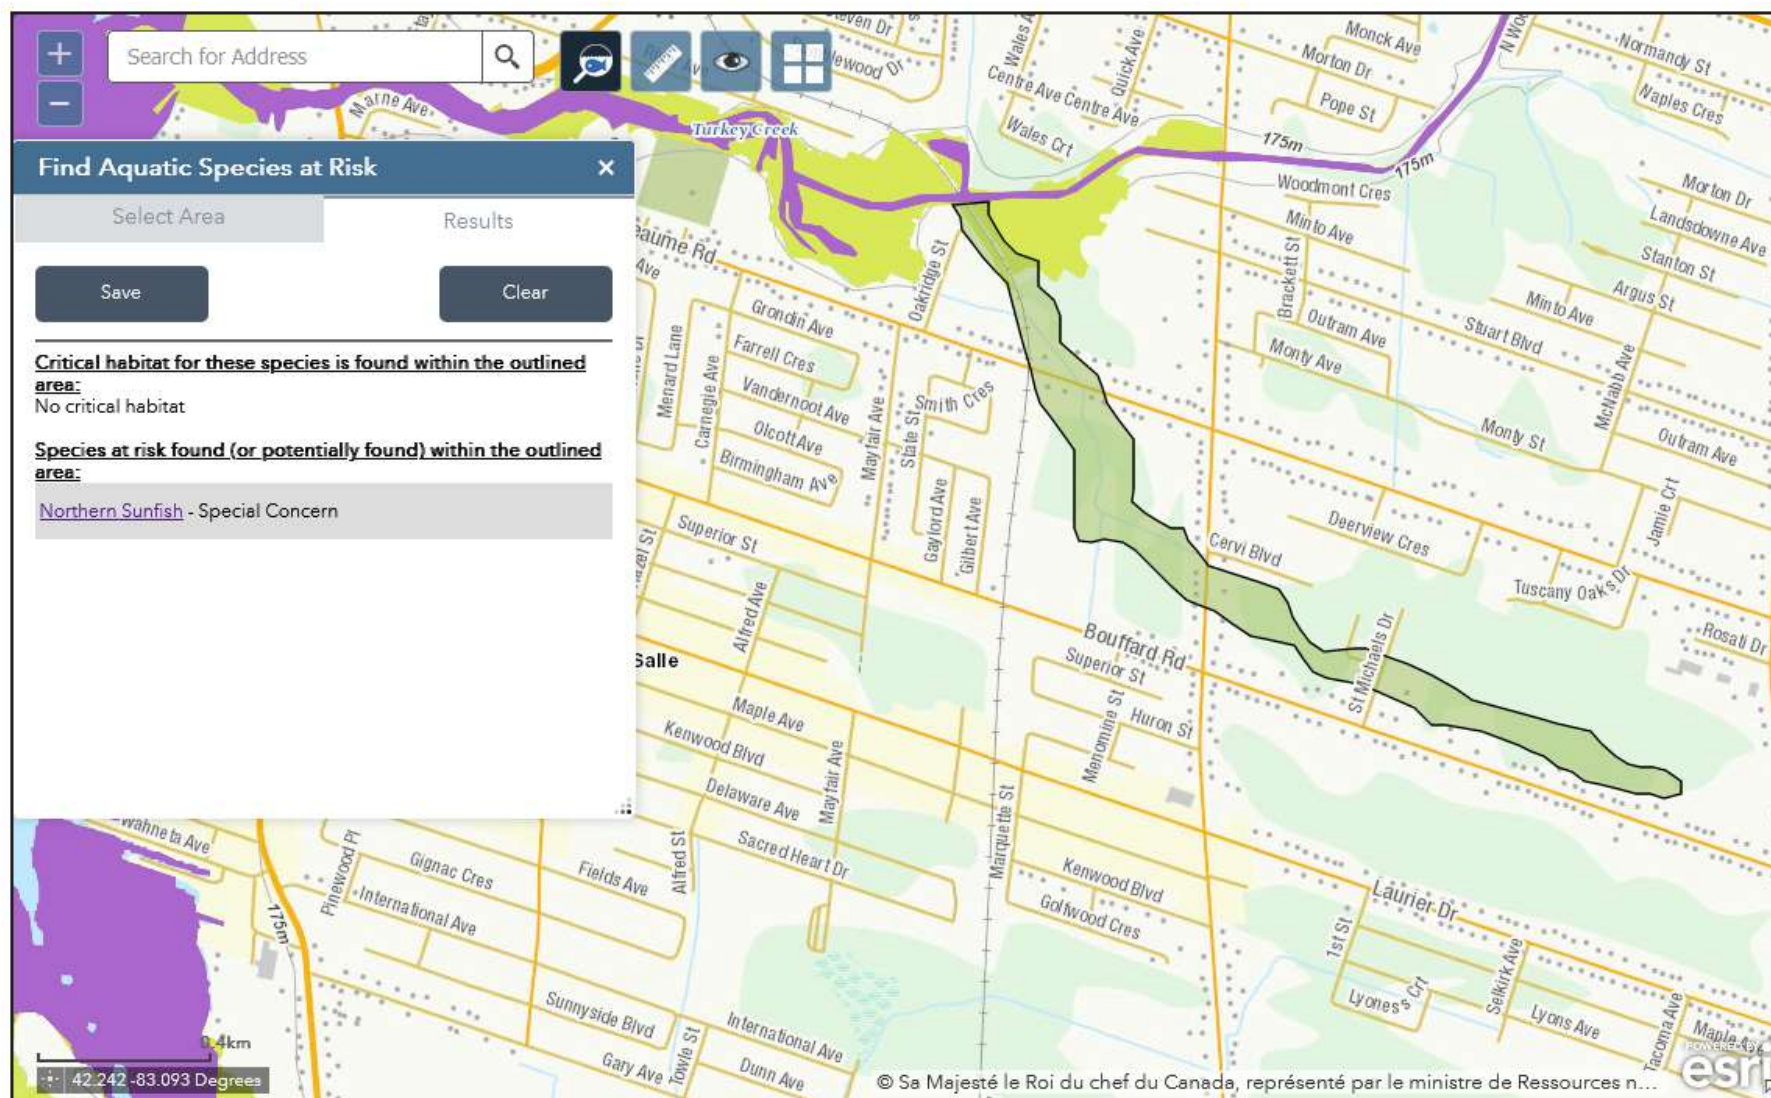 Search for Address
Find Aquatic Species at Risk
×
Select Area
Results
Save
Clear
Critical habitat for these species is found within the outlined
area:
No critical habitat
Species at risk found (or potentially found) within the outlined
area:
Northern Sunfish - Special Concern
Marne Ave
Turkey Creek
Wales
Quick Ave
Centre Ave
Centre Ave
Wales Crt
Monck Ave
Morton Dr
Pope St
Normandy St
Naples Cres
175m
175m
Woodmont Cres
Minto Ave
Morton Dr
Landsdowne Ave
Stanton St
Argus St
Minto Ave
Brackett St
Outram Ave
Monty Ave
Stuart Blvd
McNabb Ave
Monty St
Outram Ave
Oakridge St
Grondin Ave
Farrell Cres
Menard Lane
Carnegie Ave
Vandernoot Ave
Olcott Ave
Birmingham Ave
Mayfair Ave
State St
Smith Cres
Gaylord Ave
Gilbert Ave
Superior St
Alfred Ave
Deerview Cres
Jamie Crt
Cervi Blvd
Tuscany Oaks Dr
Rosati Dr
St Michaels Dr
Bouffard Rd
Superior St
Huron St
Menomine St
Salle
Maple Ave
Kenwood Blvd
Delaware Ave
Mayfair Ave
Sacred Heart Dr
Marquette St
Kenwood Blvd
Golfwood Cres
Laurier Dr
1st St
Selkirk Ave
Lyoness Crt
Lyons Ave
Tacoma Ave
Maple
Wahneta Ave
Pinewood Pl
Gignac Cres
International Ave
Fields Ave
Alfred St
175m
Sunnyside Blvd
Gary Ave
Towle St
International Ave
Dunn Ave
0.4km
42.242 -83.093 Degrees
© Sa Majesté le Roi du chef du Canada, représenté par le ministre de Ressources n...
POWERED BY
esri